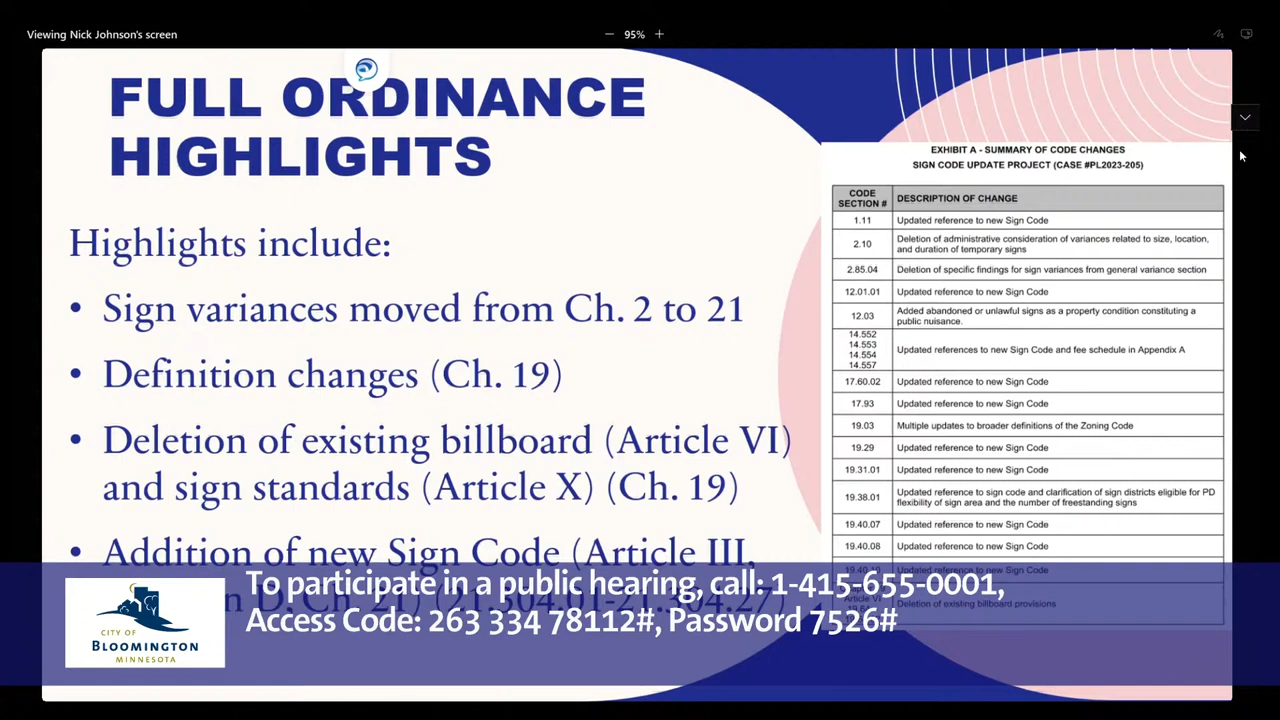 Viewing Nick Johnson's screen
95%
FULL ORDINANCE
HIGHLIGHTS
Highlights include:
• Sign variances moved from Ch. 2 to 21
• Definition changes (Ch. 19)
• Deletion of existing billboard (Article VI)
and sign standards (Article X) (Ch. 19)
• Addition of new Sign Code (Article III,
D, Ch. 21) (21.304.01-21.304.27)
EXHIBIT A - SUMMARY OF CODE CHANGES
SIGN CODE UPDATE PROJECT (CASE #PL2023-205)
CODE SECTION # DESCRIPTION OF CHANGE
1.11 Updated reference to new Sign Code
2.10 Deletion of administrative consideration of variances related to size, location,
and duration of temporary signs
2.85.04 Deletion of specific findings for sign variances from general variance section
12.01.01 Updated reference to new Sign Code
12.03 Added abandoned or unlawful signs as a property condition constituting a
public nuisance.
14.552
14.553
14.554
14.557
Updated references to new Sign Code and fee schedule in Appendix A
17.60.02 Updated reference to new Sign Code
17.93 Updated reference to new Sign Code
19.03 Multiple updates to broader definitions of the Zoning Code
19.29 Updated reference to new Sign Code
19.31.01 Updated reference to new Sign Code
19.38.01 Updated reference to sign code and clarification of sign districts eligible for PD
flexibility of sign area and the number of freestanding signs
19.40.07 Updated reference to new Sign Code
19.40.08 Updated reference to new Sign Code
Updated reference to new Sign Code
Article VI
Deletion of existing billboard provisions
To participate in a public hearing, call: 1-415-655-0001,
Access Code: 263 334 78112#, Password 7526#
CITY OF
BLOOMINGTON
MINNESOTA